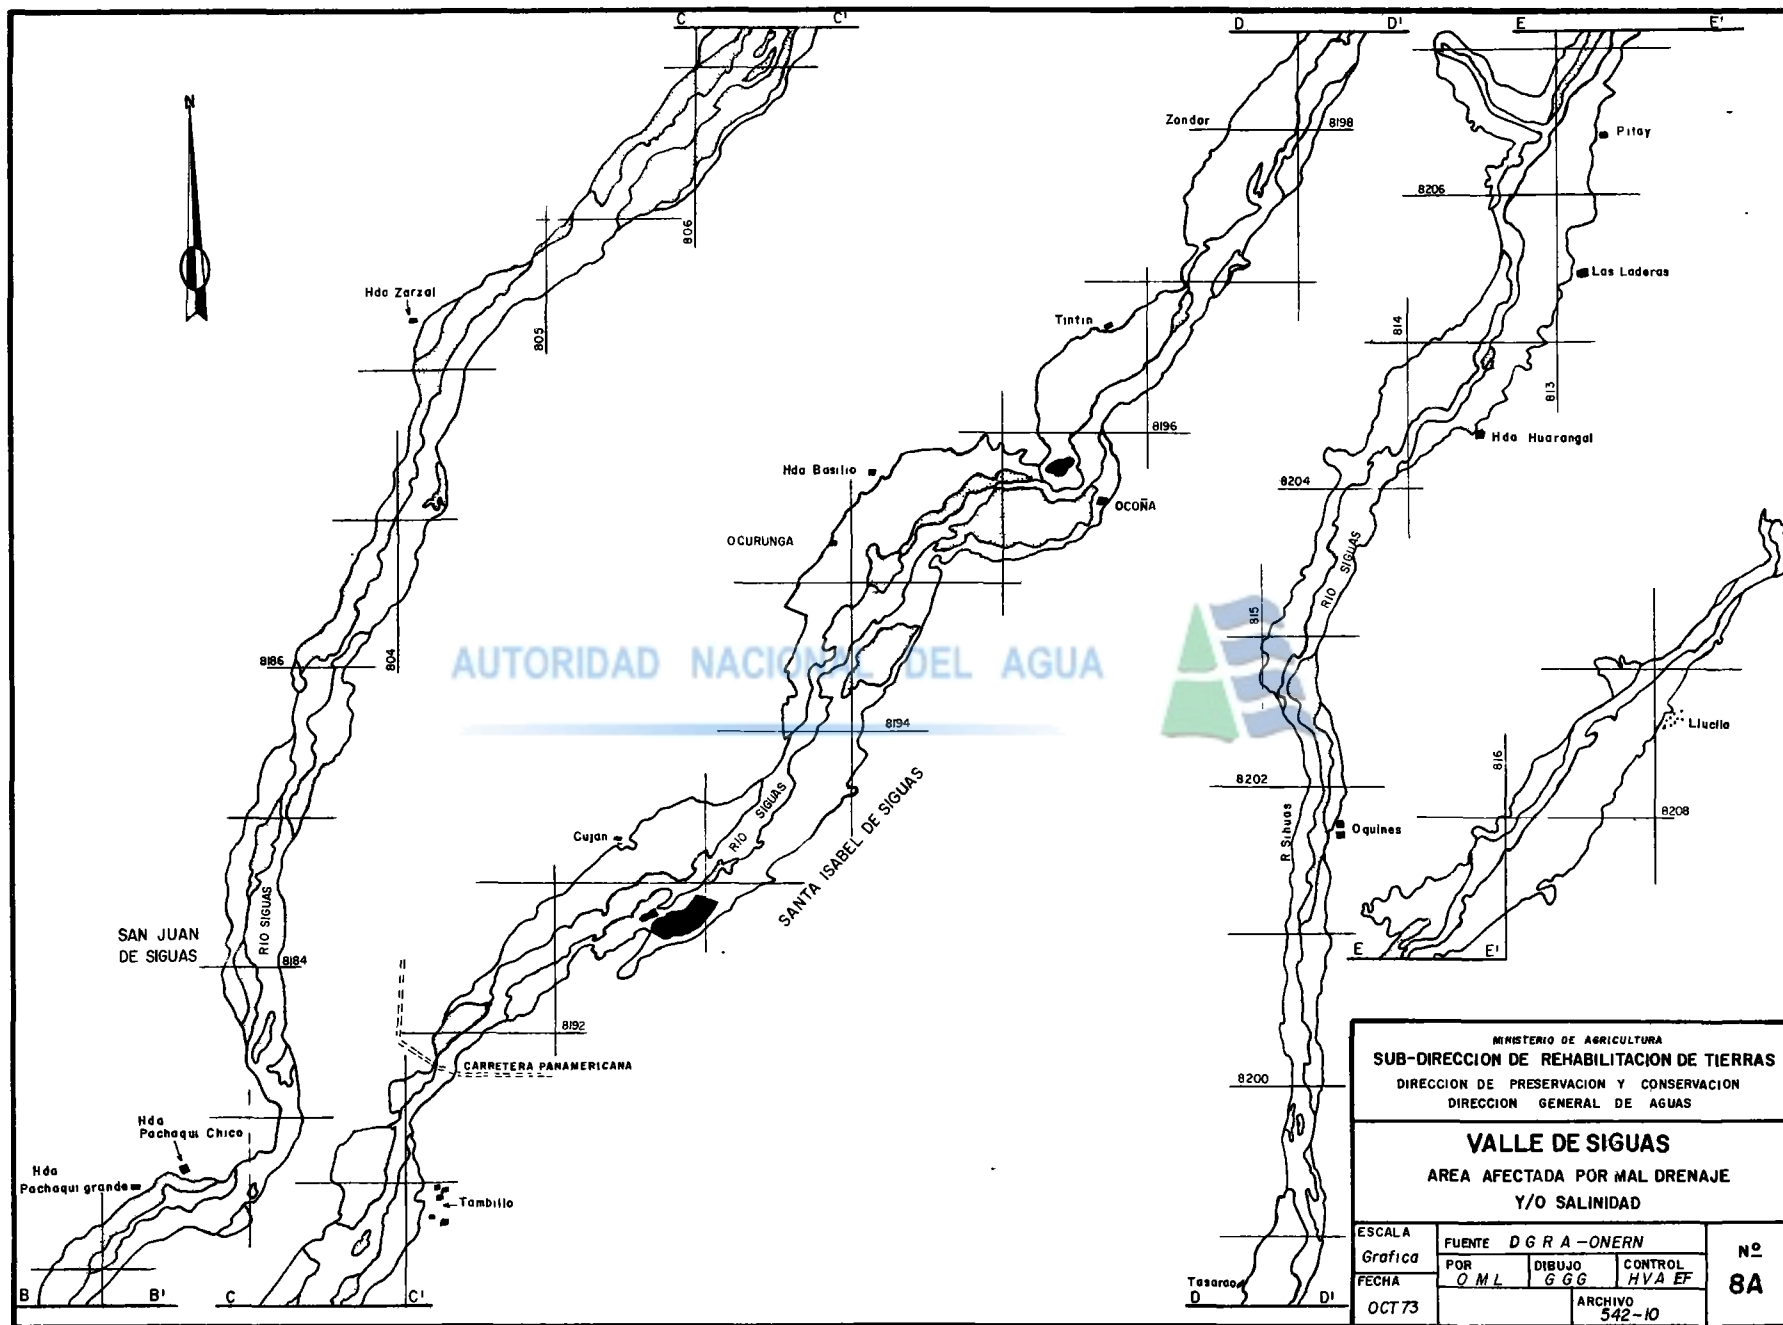 C C'
D D'
E E'
N
Zondor
8198
Pitay
8206
806
Las Laderas
Hda Zarzal
805
Tintin
814
813
8196
Hda Huarangal
Hda Basilio
8204
OCOÑA
OCURUNGA
RIO SIGUAS
815
8186
804
AUTORIDAD NACIONAL DEL AGUA
8194
Lluclla
816
8202
RIO SIGUAS
SANTA ISABEL DE SIGUAS
8208
Cujan
R Sihuas
Oquines
RIO SIGUAS
SAN JUAN
DE SIGUAS
8184
E E'
8192
CARRETERA PANAMERICANA
8200
Hda
Pachaqui Chico
Hda
Pachaqui grande
Tambillo
B B'
C C'
D D'
MINISTERIO DE AGRICULTURA
SUB-DIRECCION DE REHABILITACION DE TIERRAS
DIRECCION DE PRESERVACION Y CONSERVACION
DIRECCION GENERAL DE AGUAS
VALLE DE SIGUAS
AREA AFECTADA POR MAL DRENAJE
Y/O SALINIDAD
ESCALA
Grafica
FUENTE D G R A - ONERN
POR
O M L
DIBUJO
G G G
CONTROL
HVA EF
Nº
8A
FECHA
OCT 73
ARCHIVO
542-10